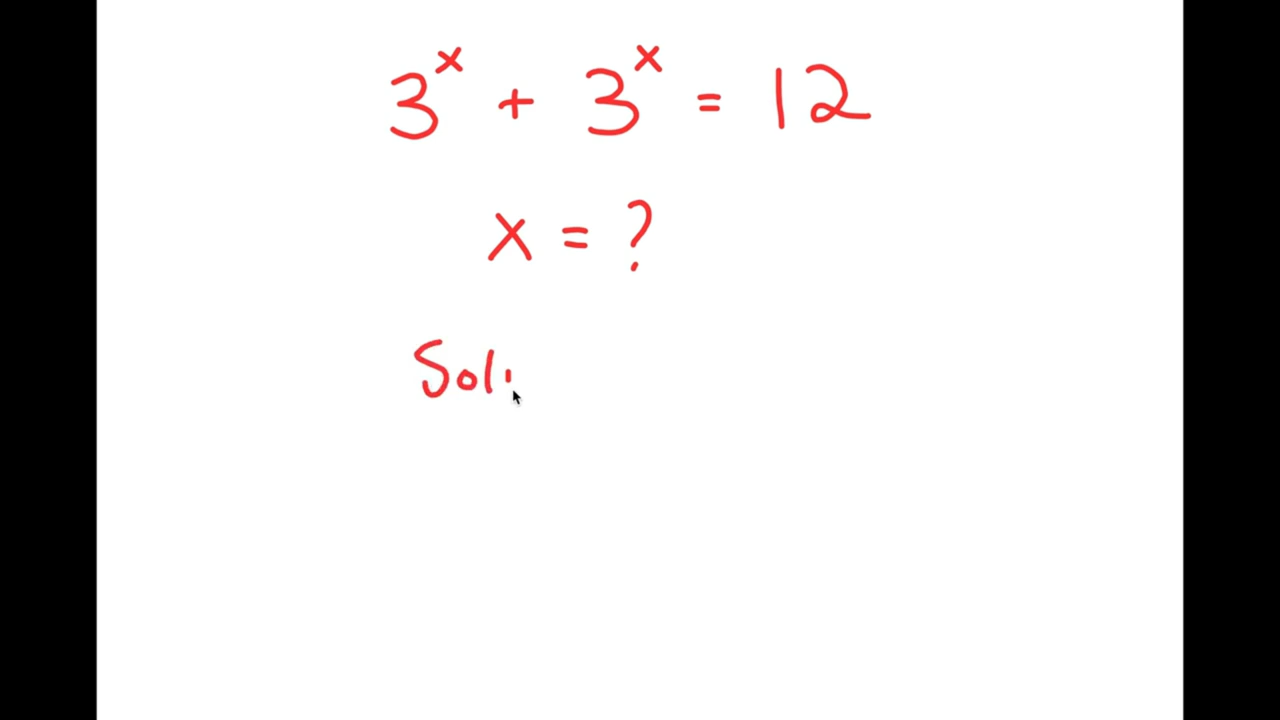 3^x + 3^x = 12
x = ?
Sol